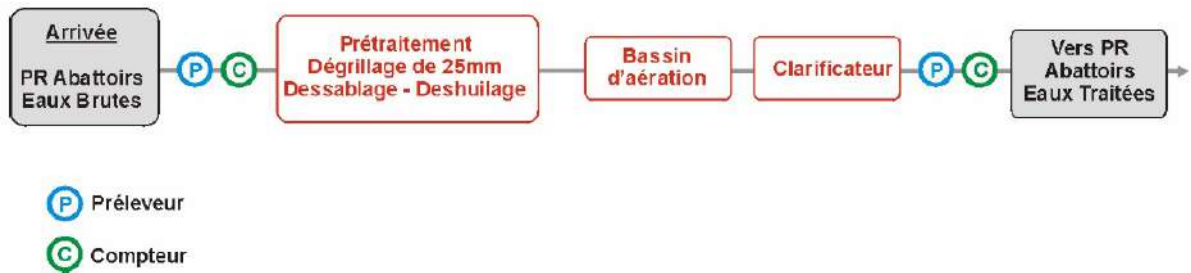 Arrivée
PR Abattoirs
Eaux Brutes
P
C
Prétraitement
Dégrillage de 25mm
Dessablage - Deshuilage
Bassin
d'aération
Clarificateur
P
C
Vers PR
Abattoirs
Eaux Traitées
P Préleveur
C Compteur